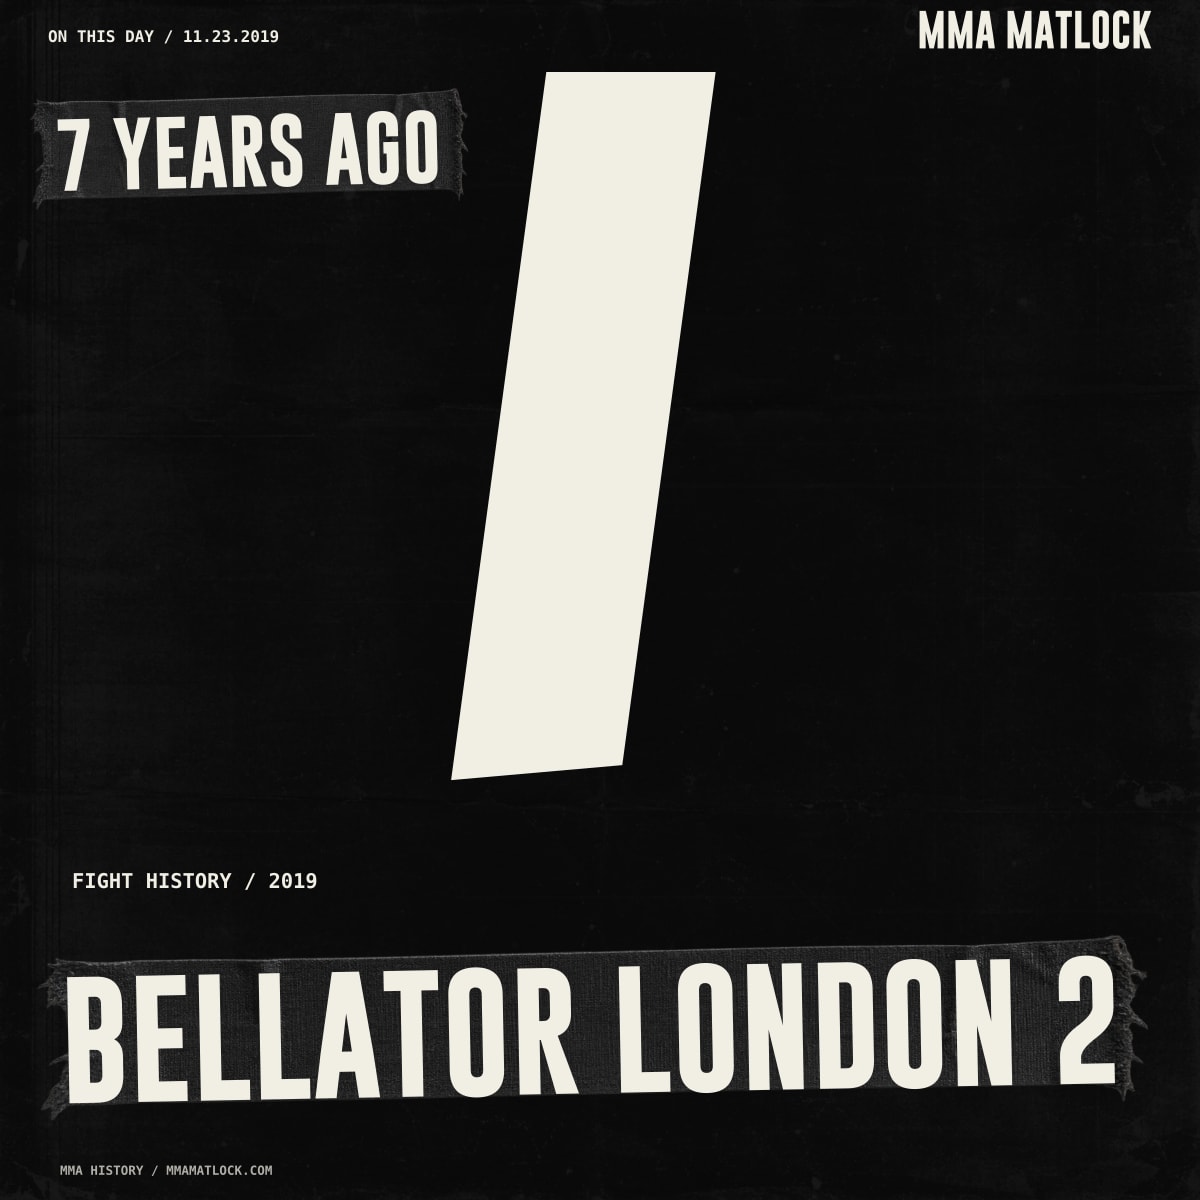 ON THIS DAY / 11.23.2019
MMA MATLOCK
7 YEARS AGO
FIGHT HISTORY / 2019
BELLATOR LONDON 2
MMA HISTORY / MMAMATLOCK.COM